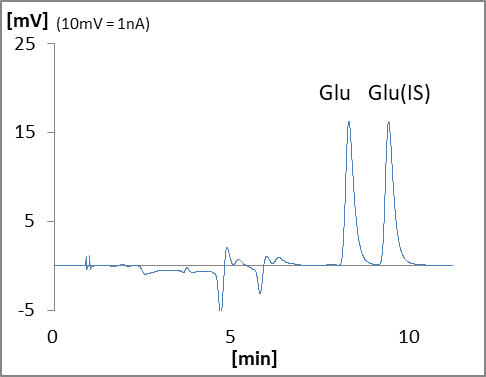 [mV] (10mV = 1nA)
25
Glu Glu(IS)
15
5
-5
0 5 10
[min]